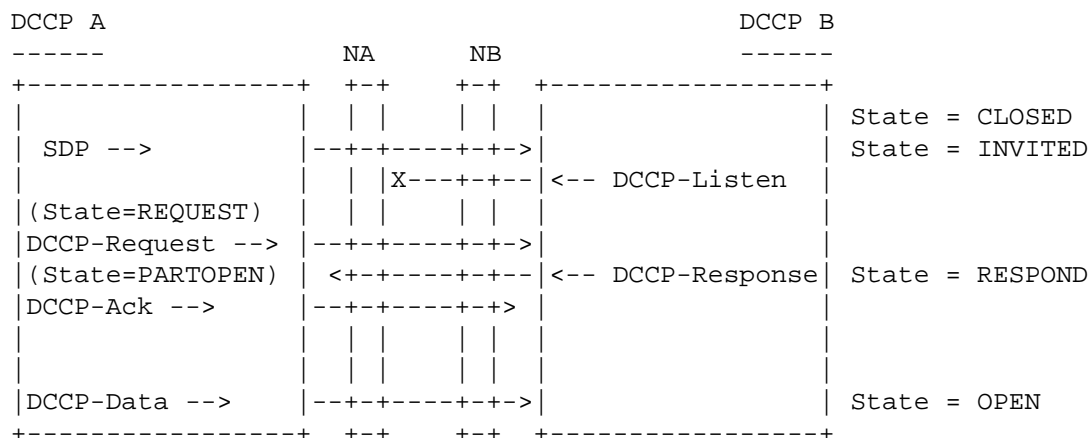 DCCP A                                              DCCP B
------               NA      NB                     ------
+-----------------+  +-+    +-+  +-----------------+
|                 |  | |    | |  |                 | State = CLOSED
| SDP -->         |--+-+----+-+->|                 | State = INVITED
|                 |  | |X---+-+--|<-- DCCP-Listen  |
|(State=REQUEST)  |  | |    | |  |                 |
|DCCP-Request --> |--+-+----+-+->|                 |
|(State=PARTOPEN) | <+-+----+-+--|<-- DCCP-Response| State = RESPOND
|DCCP-Ack -->     |--+-+----+-+> |                 |
|                 |  | |    | |  |                 |
|                 |  | |    | |  |                 |
|DCCP-Data -->    |--+-+----+-+->|                 | State = OPEN
+-----------------+  +-+    +-+  +-----------------+